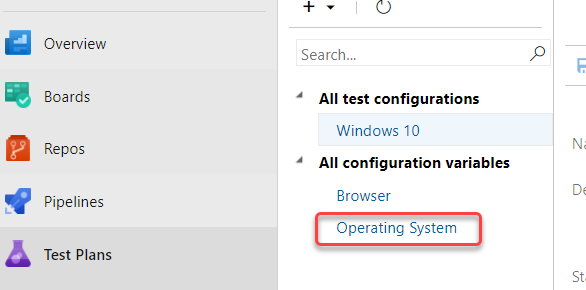 Overview
Boards
Repos
Pipelines
Test Plans
Search...
All test configurations
Windows 10
All configuration variables
Browser
Operating System
Na
De
Sta